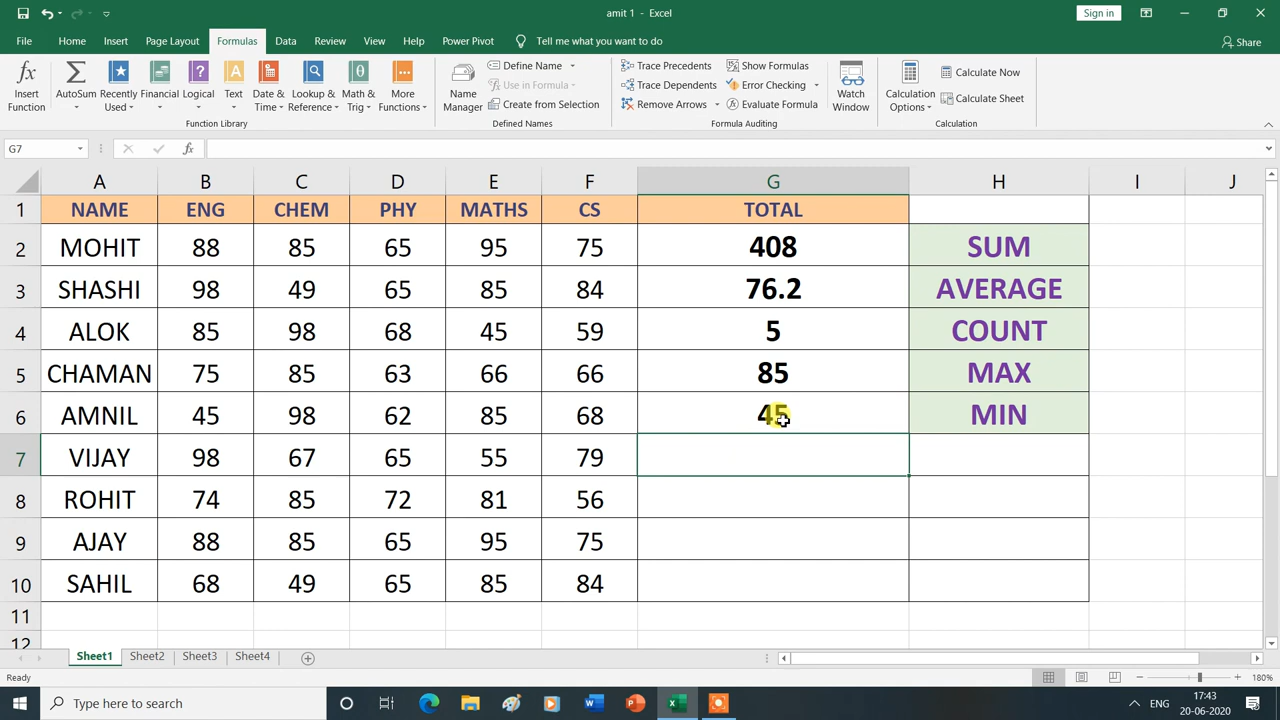 amit 1 - Excel
Sign in
File Home Insert Page Layout Formulas Data Review View Help Power Pivot Tell me what you want to do Share
Insert Function
AutoSum
Recently Used
Financial
Logical
Text
Date & Time
Lookup & Reference
Math & Trig
More Functions
Function Library
Name Manager
Define Name
Use in Formula
Create from Selection
Defined Names
Trace Precedents
Trace Dependents
Remove Arrows
Show Formulas
Error Checking
Evaluate Formula
Formula Auditing
Watch Window
Calculation Options
Calculate Now
Calculate Sheet
Calculation
G7 fx
A B C D E F G H I J
1 NAME ENG CHEM PHY MATHS CS TOTAL
2 MOHIT 88 85 65 95 75 408 SUM
3 SHASHI 98 49 65 85 84 76.2 AVERAGE
4 ALOK 85 98 68 45 59 5 COUNT
5 CHAMAN 75 85 63 66 66 85 MAX
6 AMNIL 45 98 62 85 68 45 MIN
7 VIJAY 98 67 65 55 79
8 ROHIT 74 85 72 81 56
9 AJAY 88 85 65 95 75
10 SAHIL 68 49 65 85 84
11
12
Sheet1 Sheet2 Sheet3 Sheet4
Ready 180%
Type here to search
ENG
17:43
20-06-2020